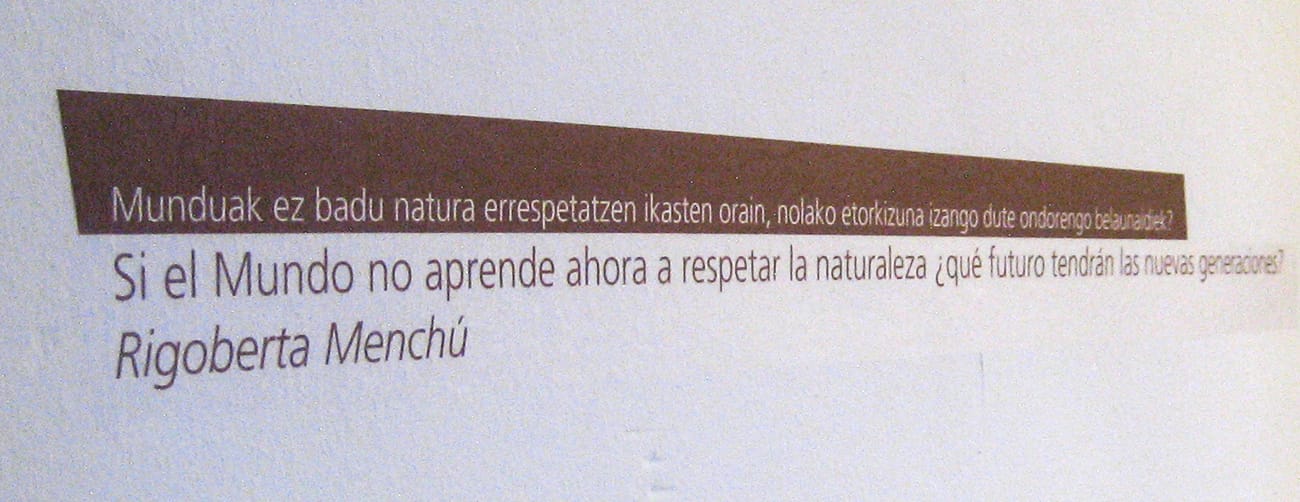 Munduak ez badu natura errespetatzen ikasten orain, nolako etorkizuna izango dute ondorengo belaunaldiek?
Si el Mundo no aprende ahora a respetar la naturaleza ¿qué futuro tendrán las nuevas generaciones?
Rigoberta Menchú